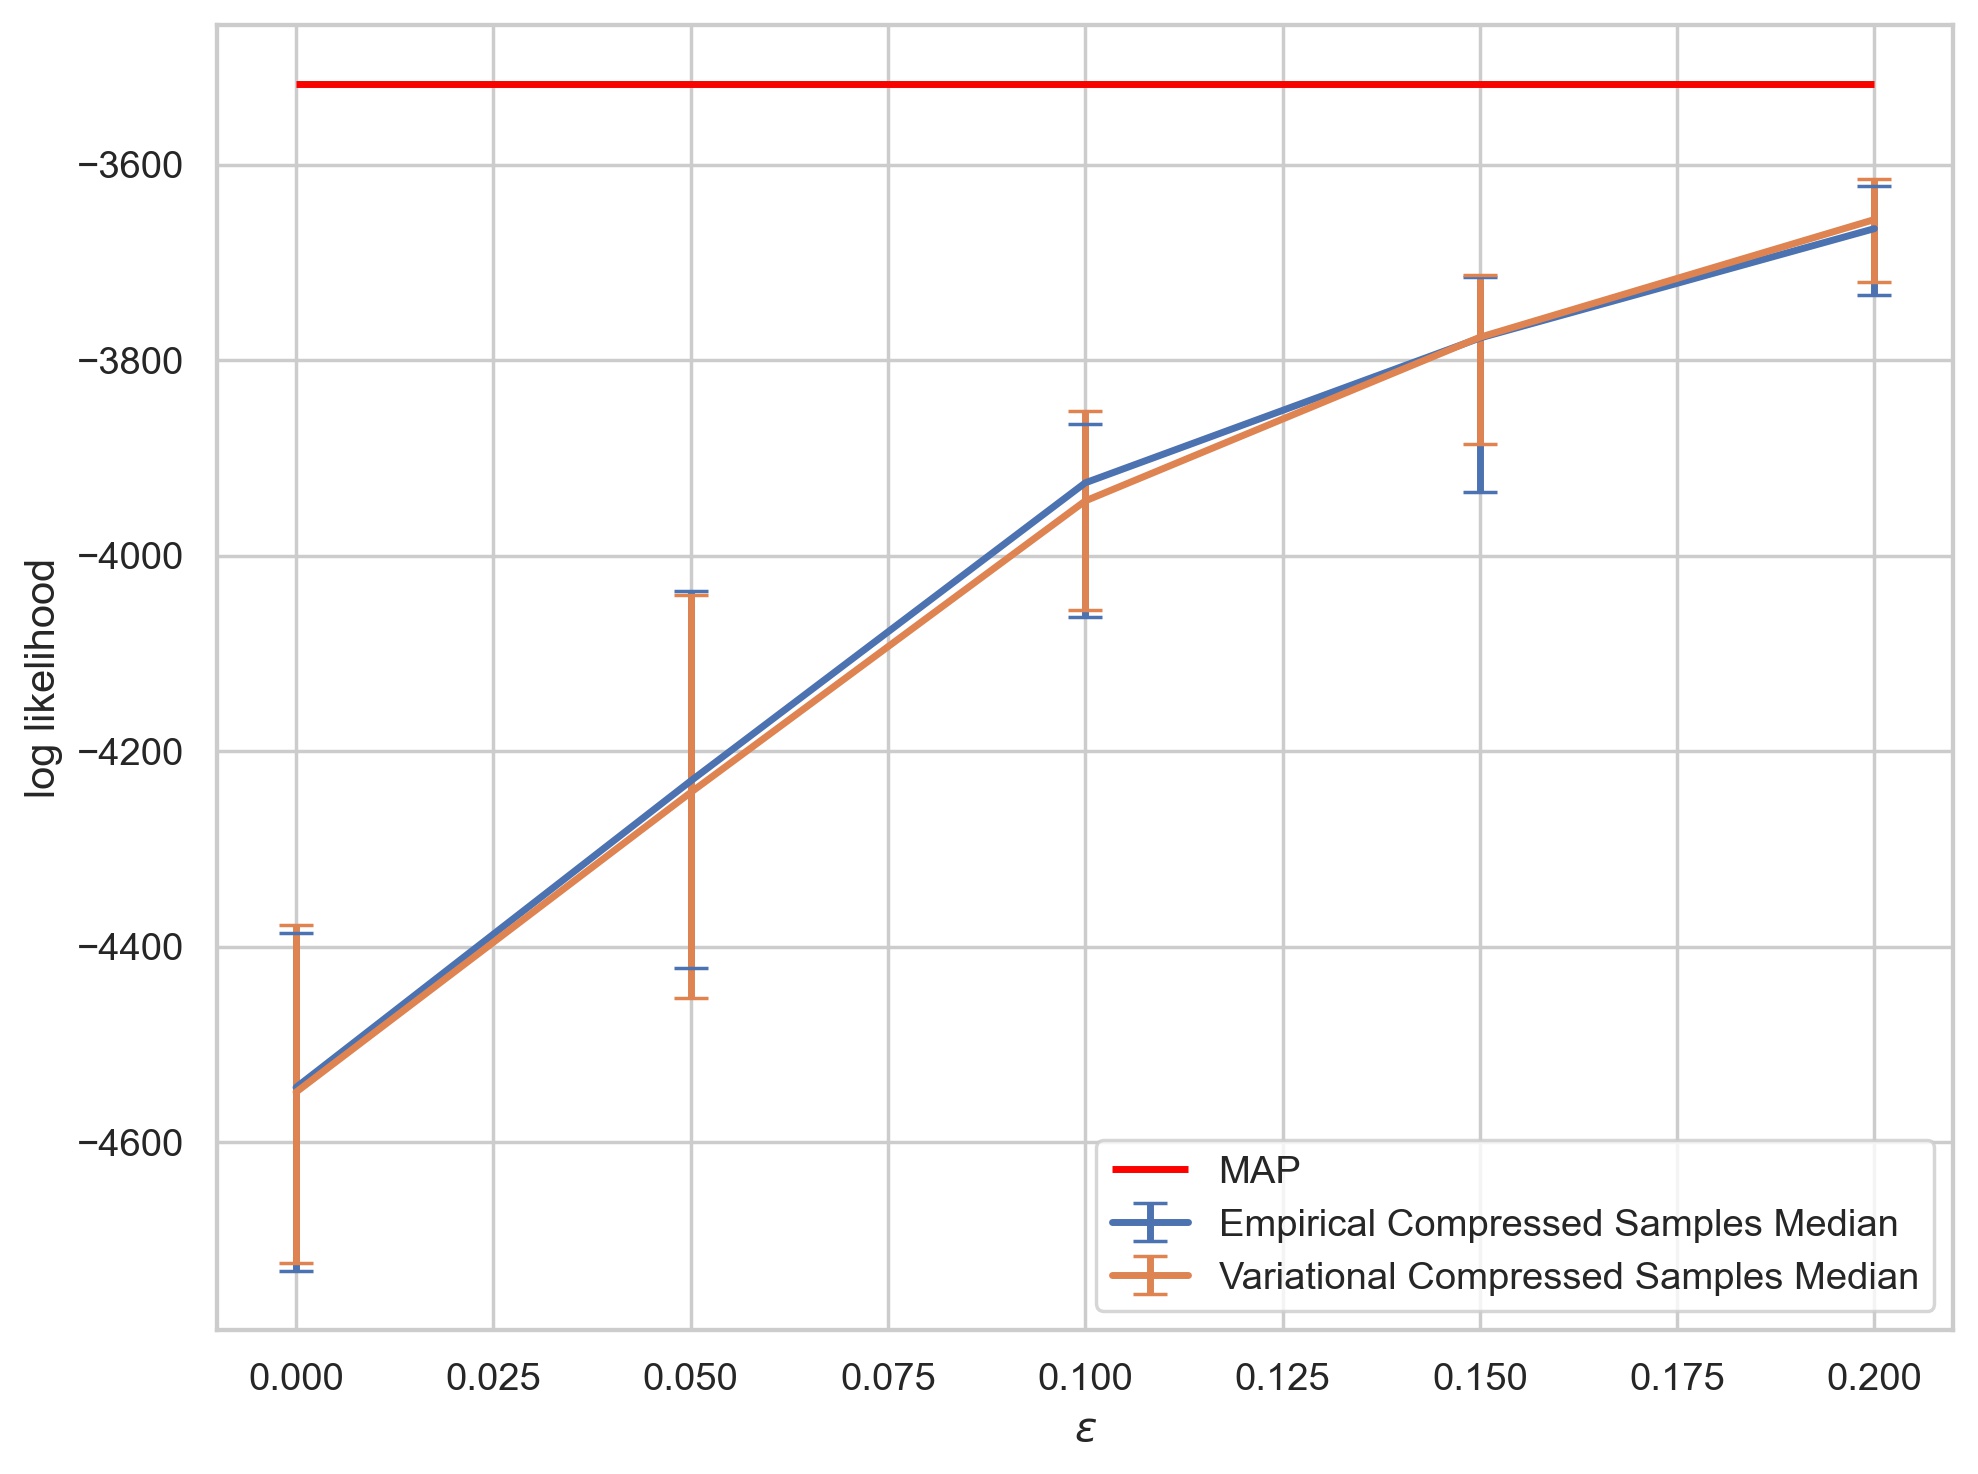 −3600
−3800
−4000
−4200
−4400
−4600
log likelihood
0.000 0.025 0.050 0.075 0.100 0.125 0.150 0.175 0.200
ε
MAP
Empirical Compressed Samples Median
Variational Compressed Samples Median